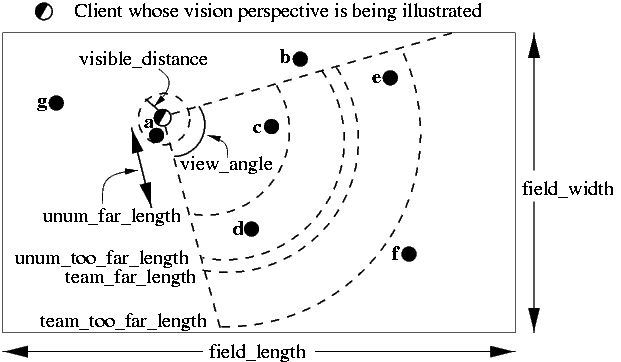 Client whose vision perspective is being illustrated
visible_distance
b
e
g
a
c
view_angle
field_width
unum_far_length
d
f
unum_too_far_length
team_far_length
team_too_far_length
field_length